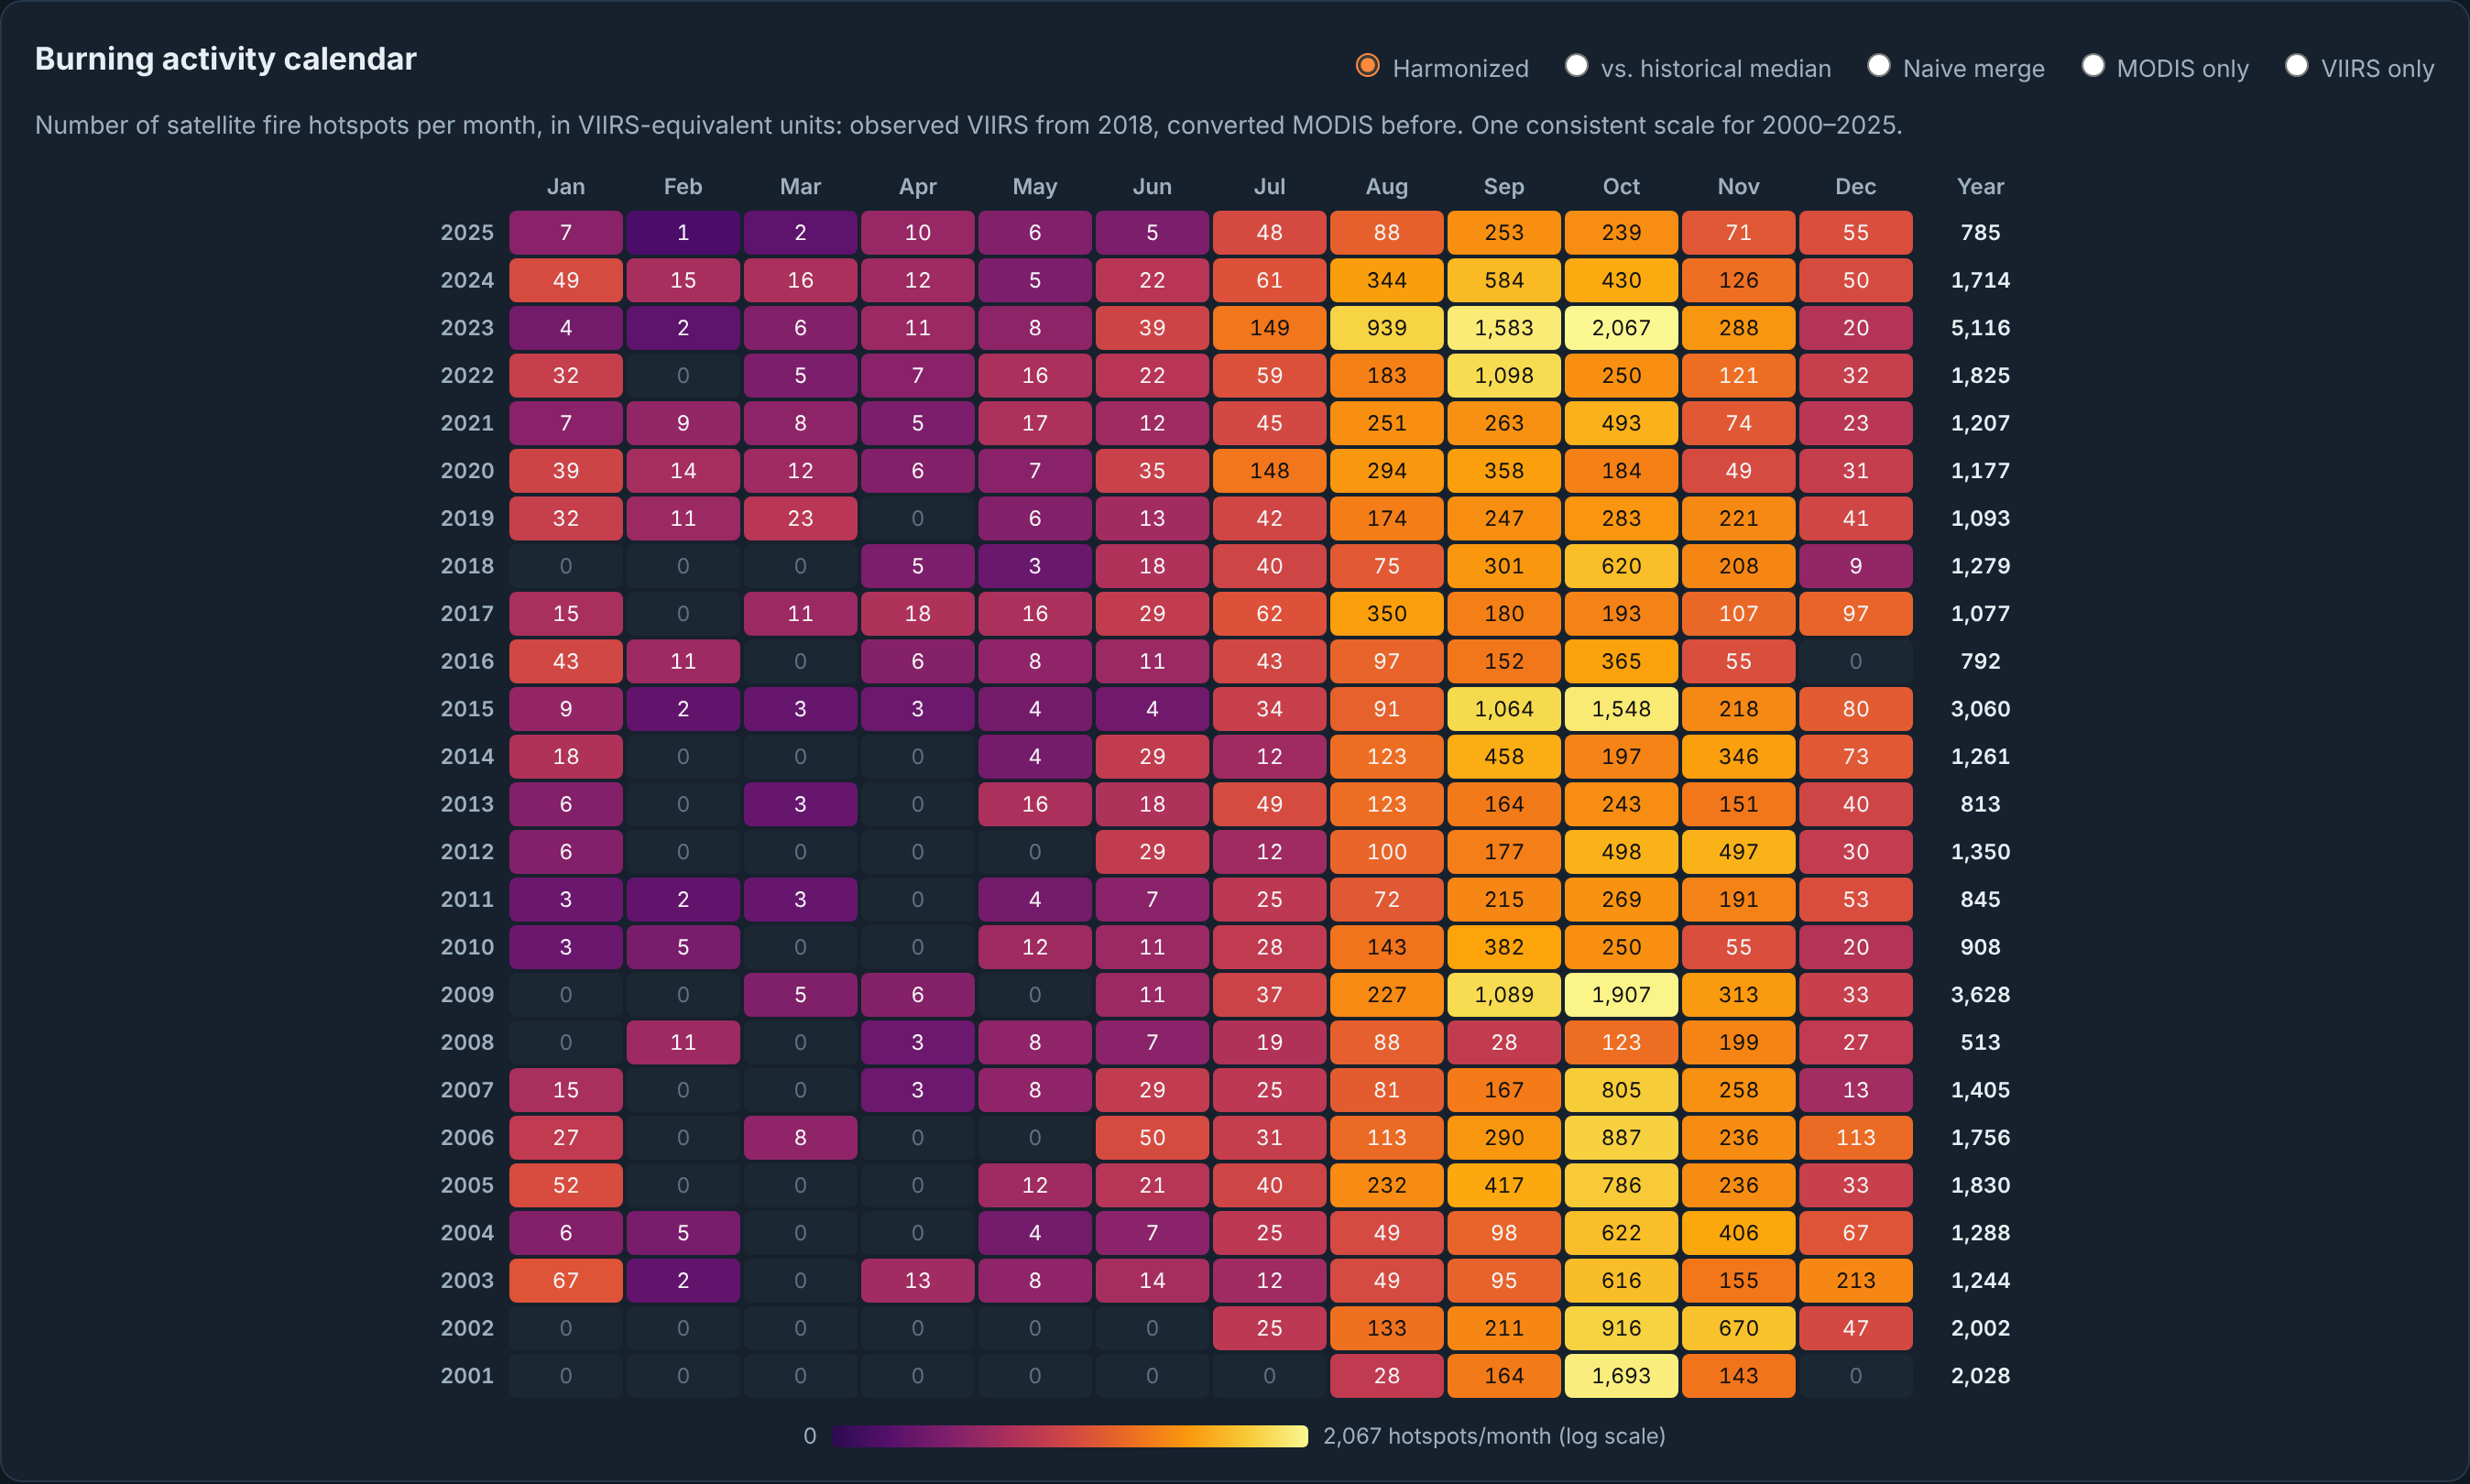 Burning activity calendar
Harmonized vs. historical median Naive merge MODIS only VIIRS only
Number of satellite fire hotspots per month, in VIIRS-equivalent units: observed VIIRS from 2018, converted MODIS before. One consistent scale for 2000–2025.
Jan Feb Mar Apr May Jun Jul Aug Sep Oct Nov Dec Year
2025 7 1 2 10 6 5 48 88 253 239 71 55 785
2024 49 15 16 12 5 22 61 344 584 430 126 50 1,714
2023 4 2 6 11 8 39 149 939 1,583 2,067 288 20 5,116
2022 32 0 5 7 16 22 59 183 1,098 250 121 32 1,825
2021 7 9 8 5 17 12 45 251 263 493 74 23 1,207
2020 39 14 12 6 7 35 148 294 358 184 49 31 1,177
2019 32 11 23 0 6 13 42 174 247 283 221 41 1,093
2018 0 0 0 5 3 18 40 75 301 620 208 9 1,279
2017 15 0 11 18 16 29 62 350 180 193 107 97 1,077
2016 43 11 0 6 8 11 43 97 152 365 55 0 792
2015 9 2 3 3 4 4 34 91 1,064 1,548 218 80 3,060
2014 18 0 0 0 4 29 12 123 458 197 346 73 1,261
2013 6 0 3 0 16 18 49 123 164 243 151 40 813
2012 6 0 0 0 0 29 12 100 177 498 497 30 1,350
2011 3 2 3 0 4 7 25 72 215 269 191 53 845
2010 3 5 0 0 12 11 28 143 382 250 55 20 908
2009 0 0 5 6 0 11 37 227 1,089 1,907 313 33 3,628
2008 0 11 0 3 8 7 19 88 28 123 199 27 513
2007 15 0 0 3 8 29 25 81 167 805 258 13 1,405
2006 27 0 8 0 0 50 31 113 290 887 236 113 1,756
2005 52 0 0 0 12 21 40 232 417 786 236 33 1,830
2004 6 5 0 0 4 7 25 49 98 622 406 67 1,288
2003 67 2 0 13 8 14 12 49 95 616 155 213 1,244
2002 0 0 0 0 0 0 25 133 211 916 670 47 2,002
2001 0 0 0 0 0 0 0 28 164 1,693 143 0 2,028
0 2,067 hotspots/month (log scale)